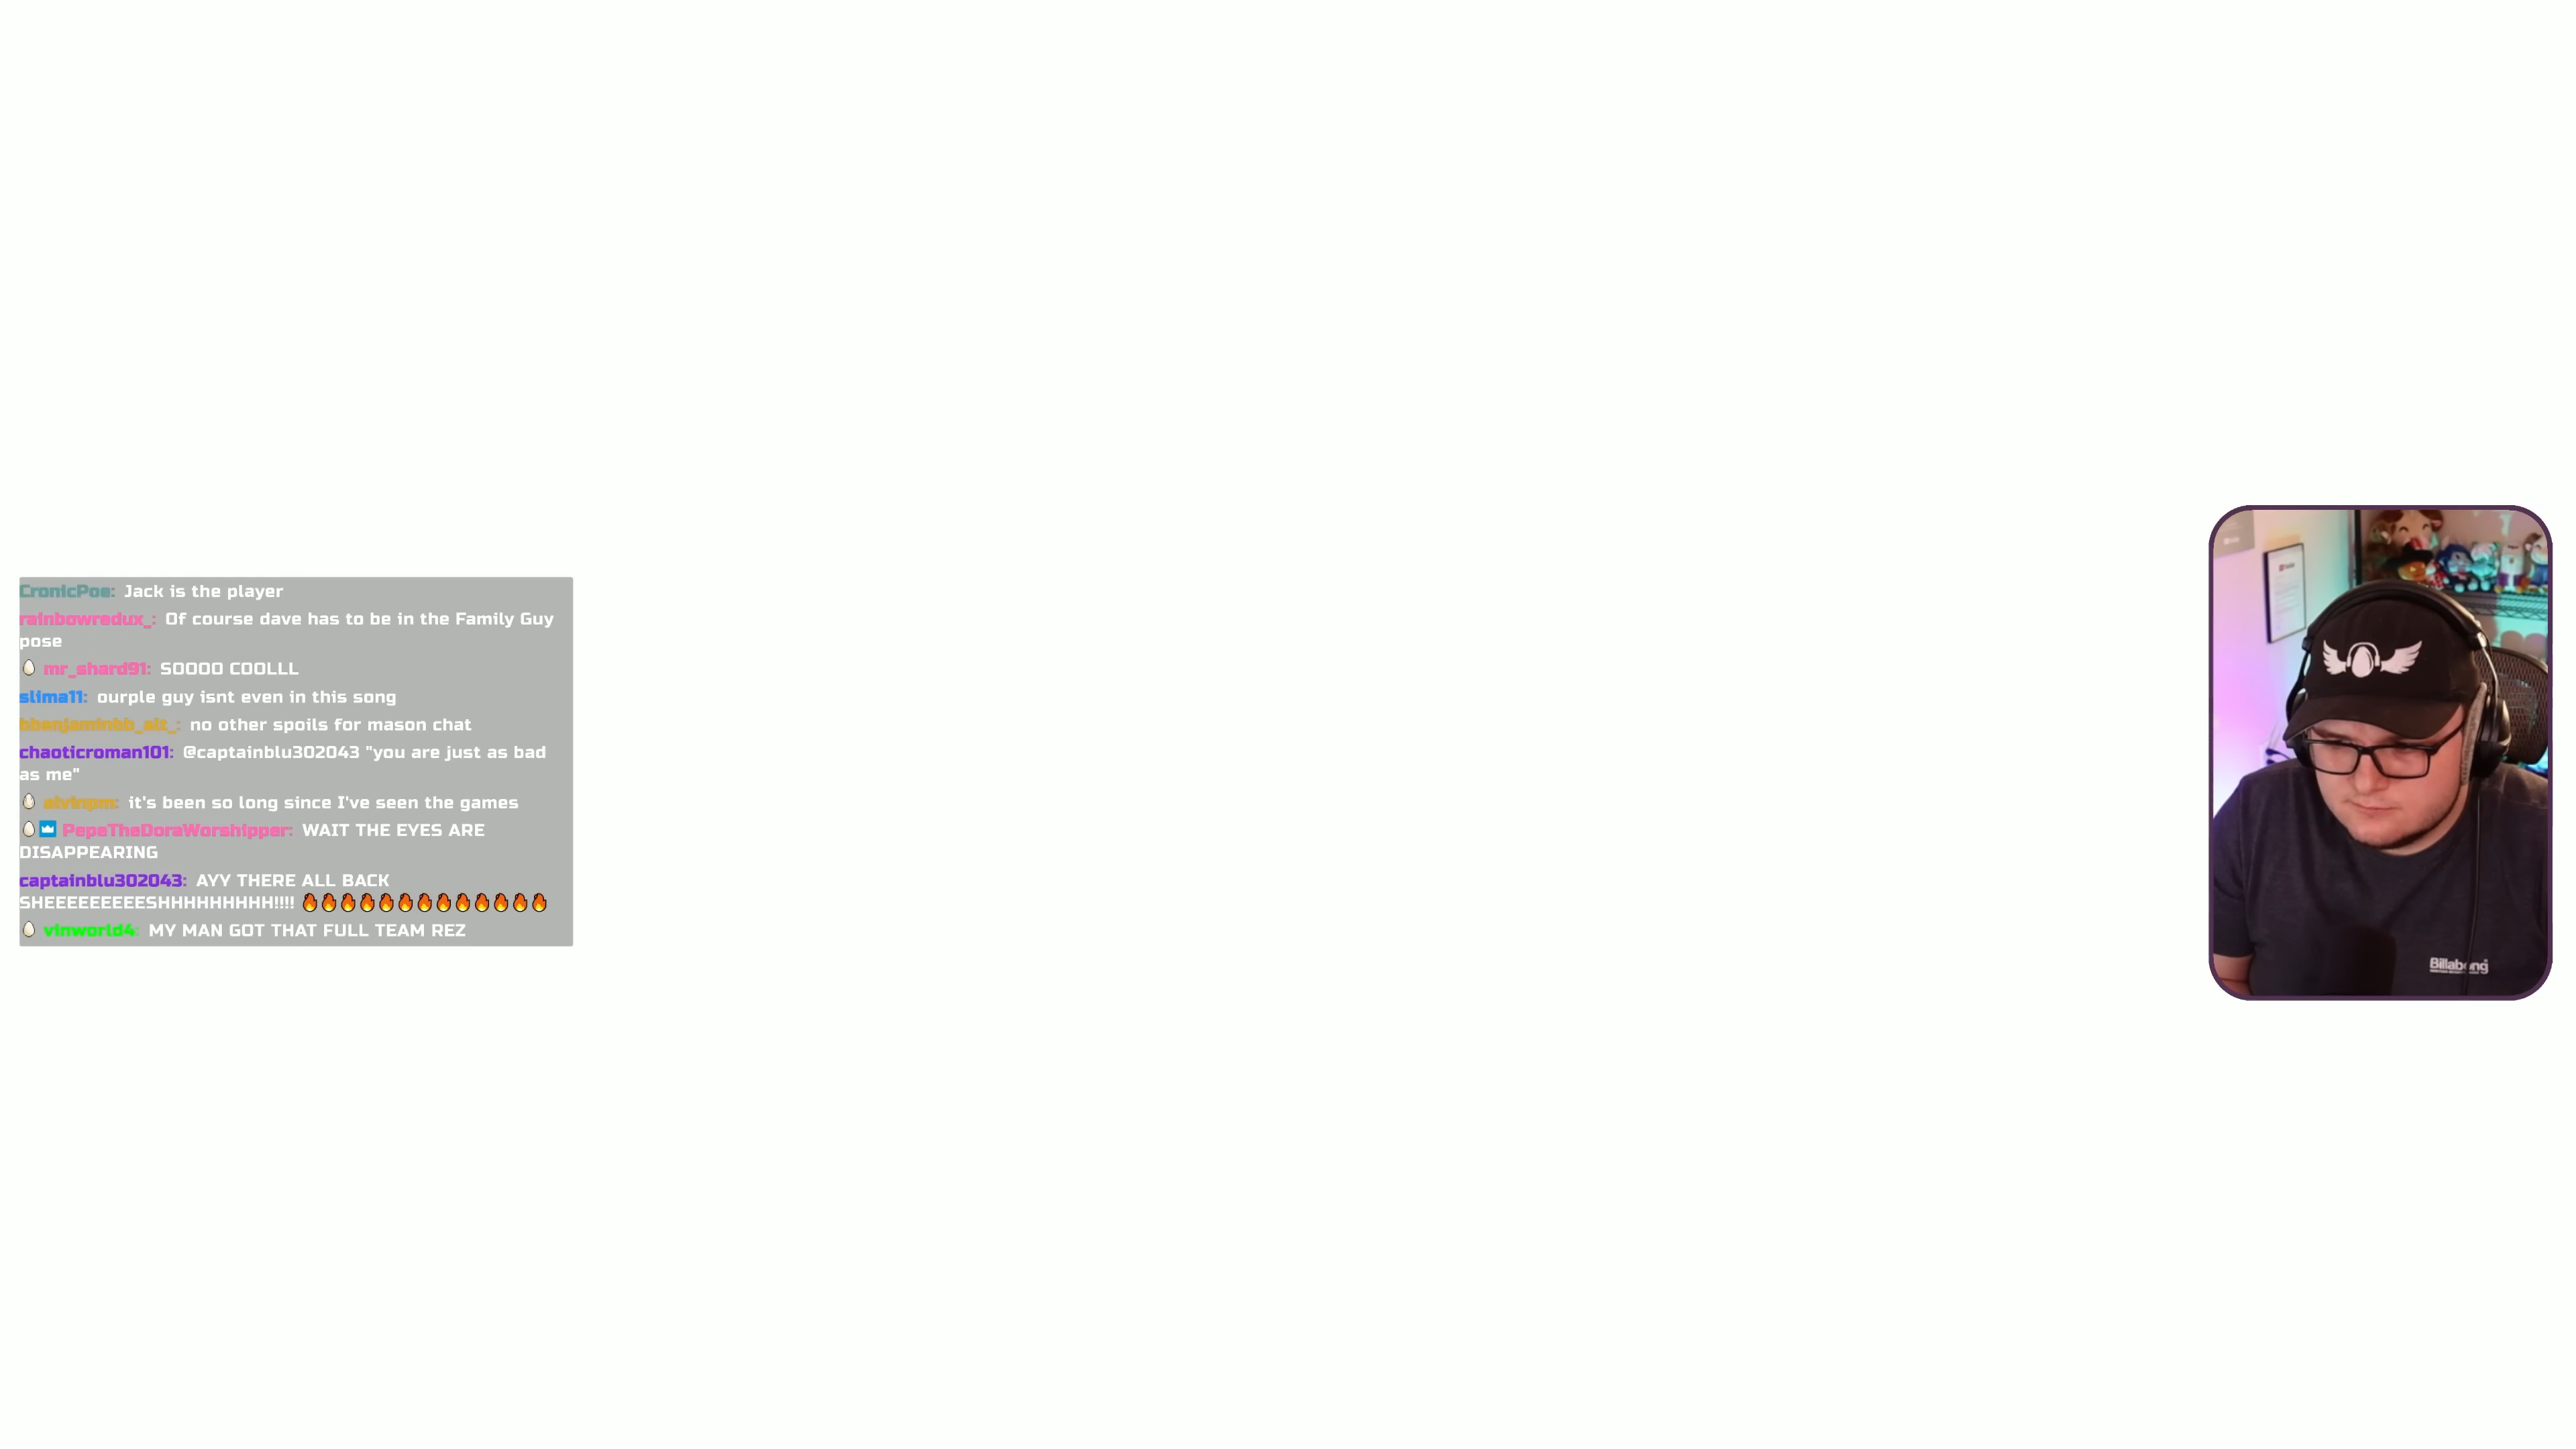 CronicPoe: Jack is the player
rainbowredux_: Of course dave has to be in the Family Guy
pose
mr_shard91: SOOOO COOLLL
slima11: ourple guy isnt even in this song
bbenjaminbb_alt_: no other spoils for mason chat
chaoticroman101: @captainblu302043 "you are just as bad
as me"
alvinpm: it's been so long since I've seen the games
PepeTheDoraWorshipper: WAIT THE EYES ARE
DISAPPEARING
captainblu302043: AYY THERE ALL BACK
SHEEEEEEEEESHHHHHHHHHH!!!! 🔥🔥🔥🔥🔥🔥🔥🔥🔥🔥🔥🔥🔥
vinworld4: MY MAN GOT THAT FULL TEAM REZ
Billabong